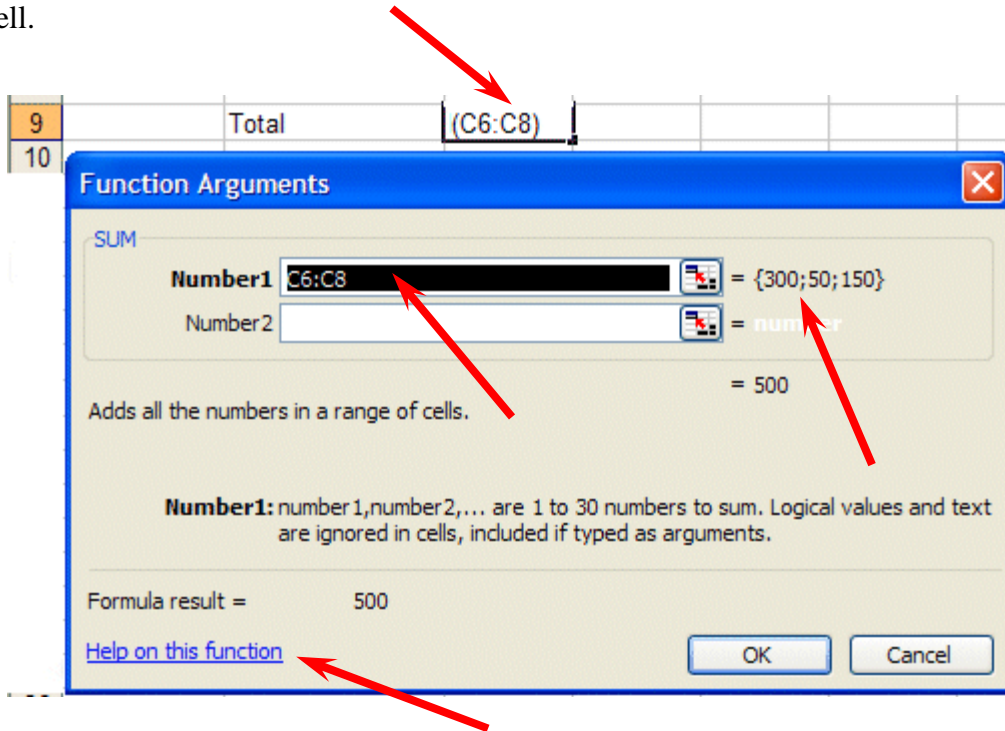 ell.
9 Total (C6:C8)
10
Function Arguments
SUM
Number1 C6:C8 = {300;50;150}
Number2 = number
= 500
Adds all the numbers in a range of cells.
Number1: number1,number2,... are 1 to 30 numbers to sum. Logical values and text
are ignored in cells, included if typed as arguments.
Formula result = 500
Help on this function OK Cancel